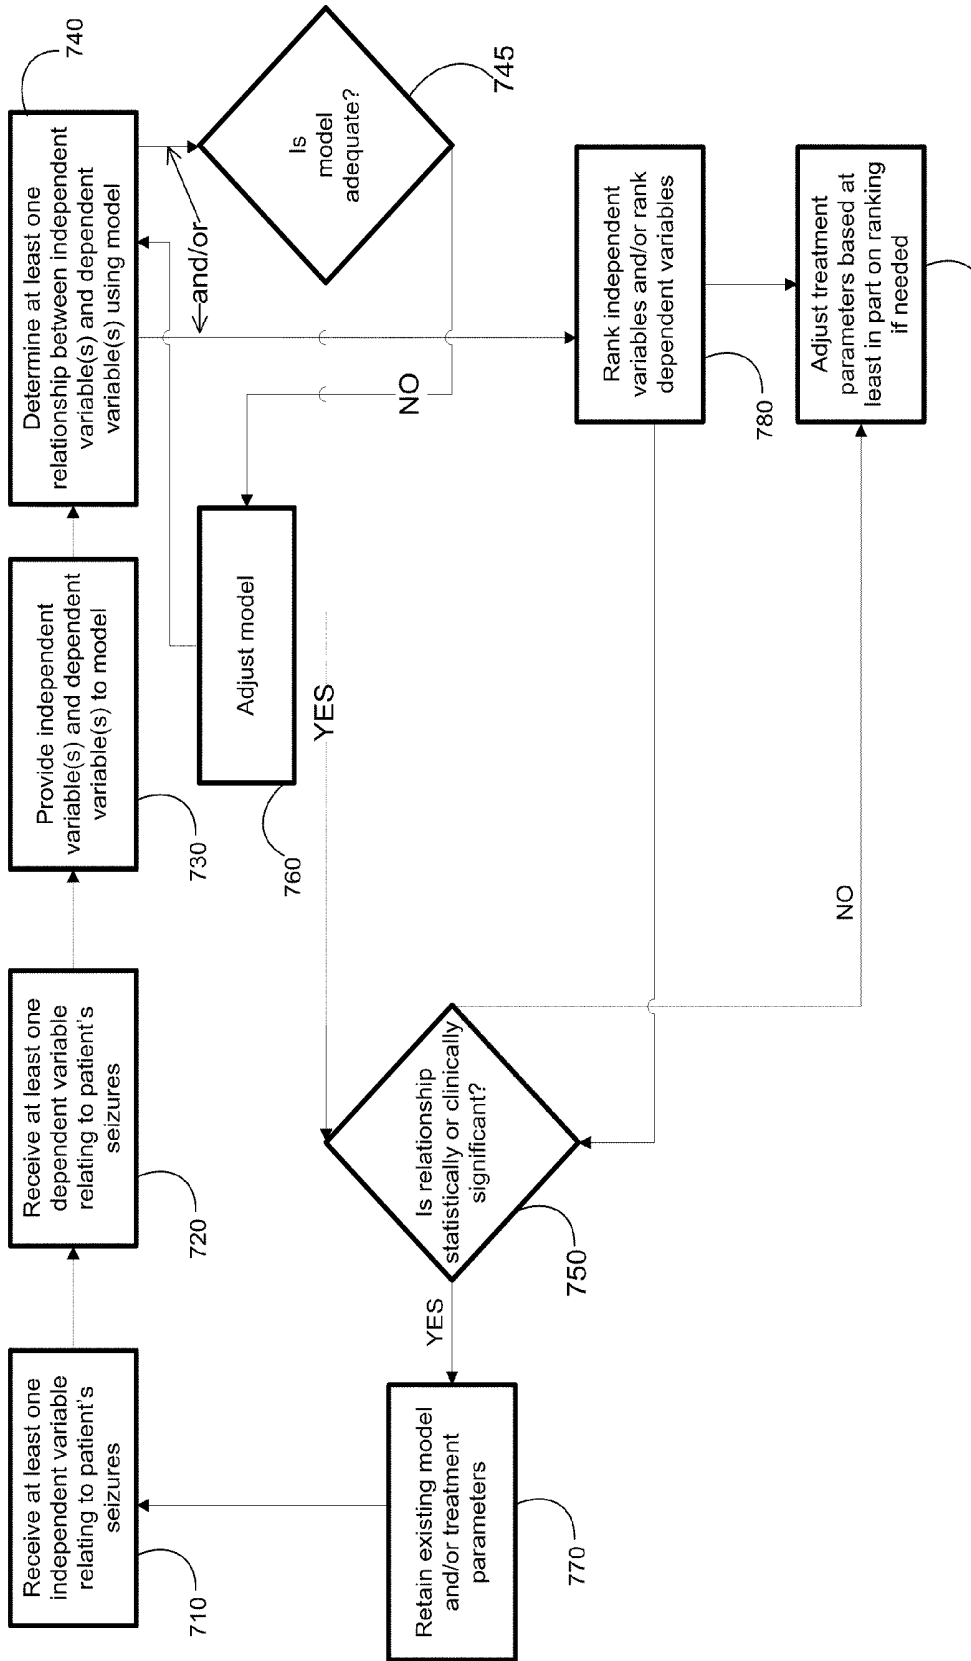 Receive at least one
independent variable
relating to patient's
seizures
710
Receive at least one
dependent variable
relating to patient's
seizures
720
Provide independent
variable(s) and dependent
variable(s) to model
730
Determine at least one
relationship between independent
variable(s) and dependent
variable(s) using model
740
and/or
Is
model
adequate?
745
NO
Adjust model
760
YES
Is relationship
statistically or clinically
significant?
750
YES
Retain existing model
and/or treatment
parameters
770
NO
Rank independent
variables and/or rank
dependent variables
780
Adjust treatment
parameters based at
least in part on ranking
if needed